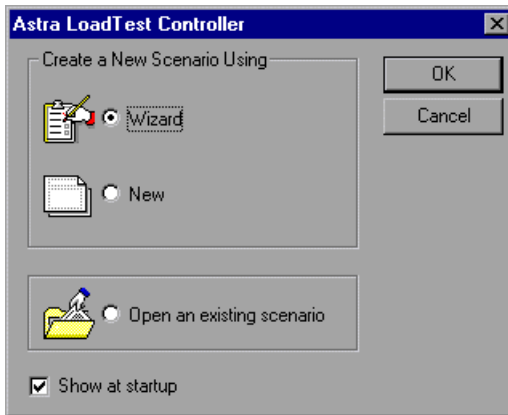 Astra LoadTest Controller
Create a New Scenario Using
OK
Wizard
Cancel
New
Open an existing scenario
Show at startup